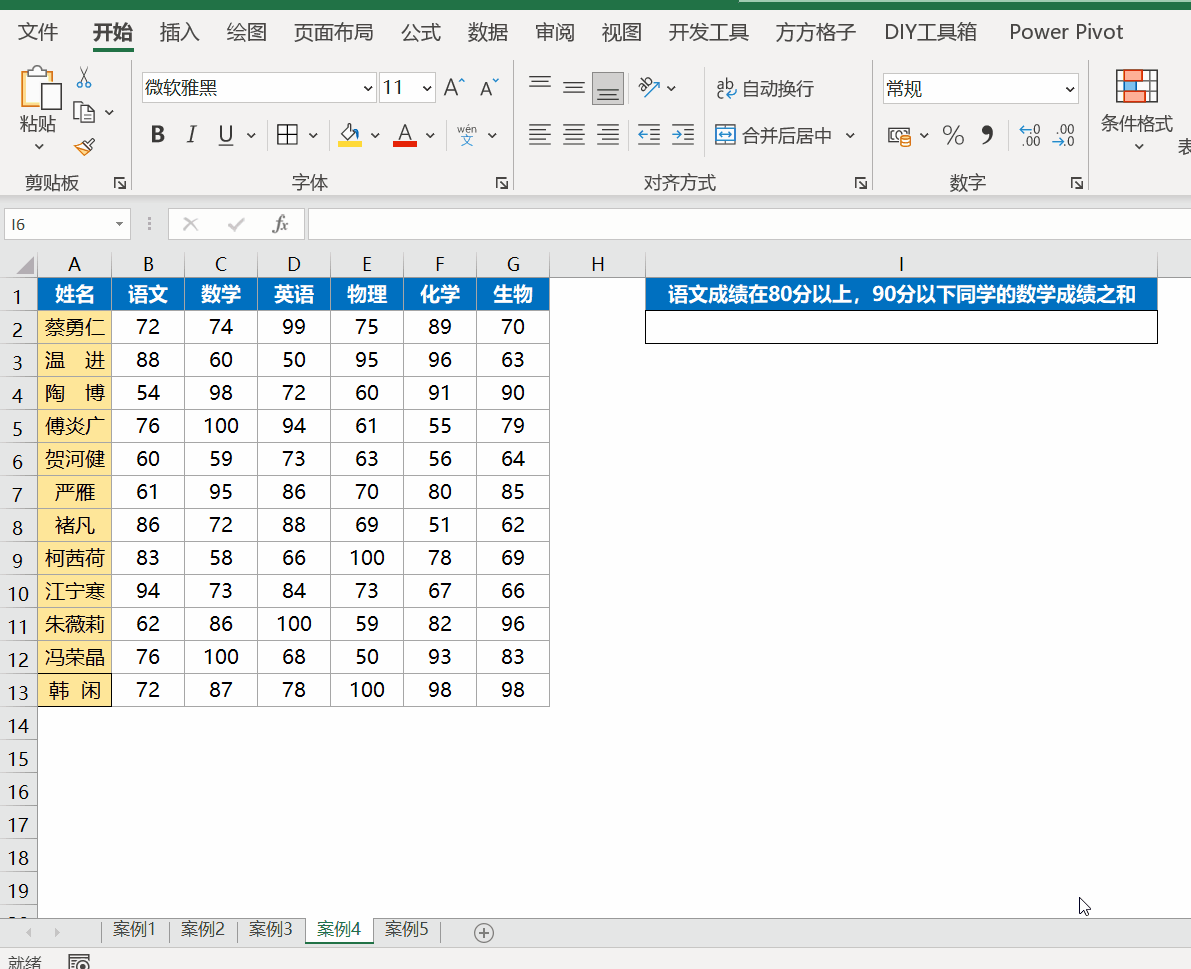 文件 开始 插入 绘图 页面布局 公式 数据 审阅 视图 开发工具 方方格子 DIY工具箱 Power Pivot
微软雅黑 11 A A ab 自动换行 常规
粘贴 B I U A wén 文 合并后居中 % 条件格式
表
剪贴板 字体 对齐方式 数字
I6 fx
A B C D E F G H I
1 姓名 语文 数学 英语 物理 化学 生物 语文成绩在80分以上，90分以下同学的数学成绩之和
2 蔡勇仁 72 74 99 75 89 70
3 温 进 88 60 50 95 96 63
4 陶 博 54 98 72 60 91 90
5 傅炎广 76 100 94 61 55 79
6 贺河健 60 59 73 63 56 64
7 严雁 61 95 86 70 80 85
8 褚凡 86 72 88 69 51 62
9 柯茜荷 83 58 66 100 78 69
10 江宁寒 94 73 84 73 67 66
11 朱薇莉 62 86 100 59 82 96
12 冯荣晶 76 100 68 50 93 83
13 韩 闲 72 87 78 100 98 98
14
15
16
17
18
19
案例1 案例2 案例3 案例4 案例5
就绪